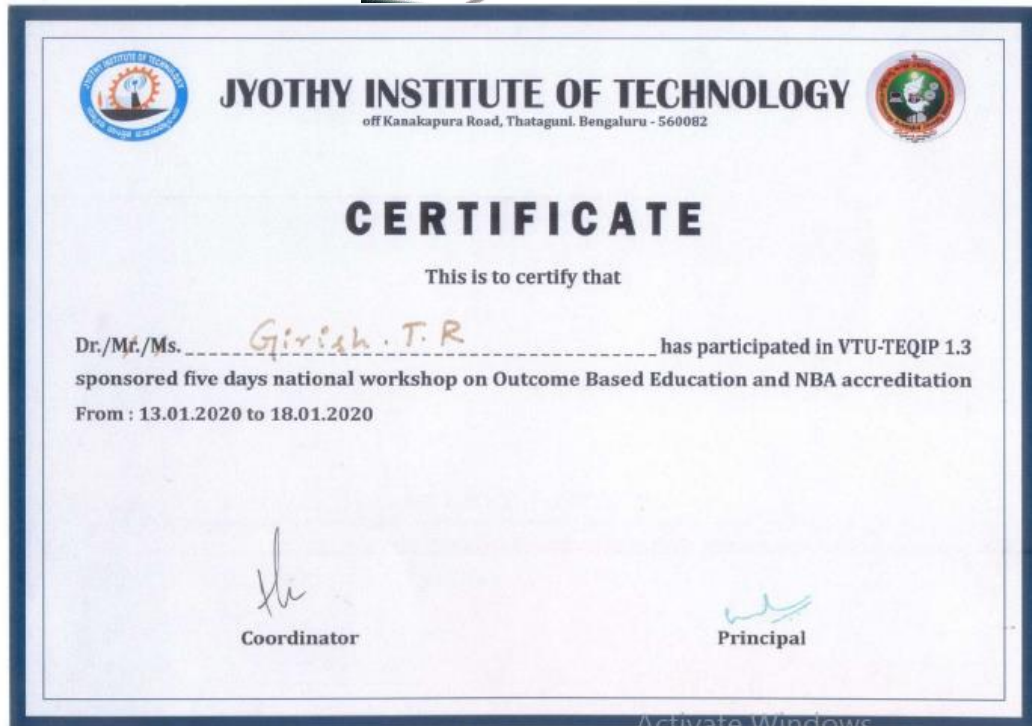 JYOTHY INSTITUTE OF TECHNOLOGY
off Kanakapura Road, Thataguni. Bengaluru - 560082
CERTIFICATE
This is to certify that
Dr./Mr./Ms. Girish. T. R has participated in VTU-TEQIP 1.3
sponsored five days national workshop on Outcome Based Education and NBA accreditation
From : 13.01.2020 to 18.01.2020
Coordinator
Principal
Activate Windows